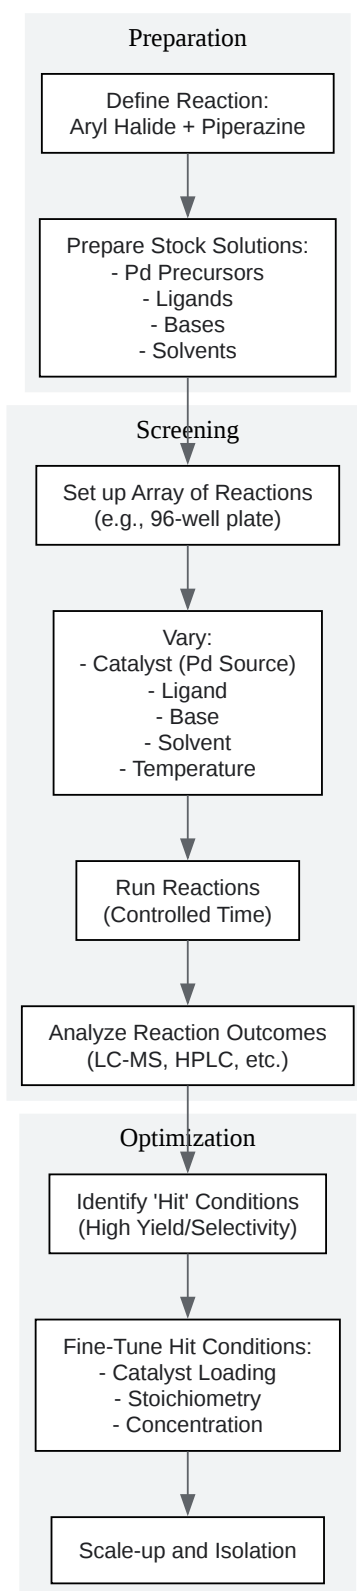 Preparation
Define Reaction:
Aryl Halide + Piperazine
Prepare Stock Solutions:
- Pd Precursors
- Ligands
- Bases
- Solvents
Screening
Set up Array of Reactions
(e.g., 96-well plate)
Vary:
- Catalyst (Pd Source)
- Ligand
- Base
- Solvent
- Temperature
Run Reactions
(Controlled Time)
Analyze Reaction Outcomes
(LC-MS, HPLC, etc.)
Optimization
Identify 'Hit' Conditions
(High Yield/Selectivity)
Fine-Tune Hit Conditions:
- Catalyst Loading
- Stoichiometry
- Concentration
Scale-up and Isolation